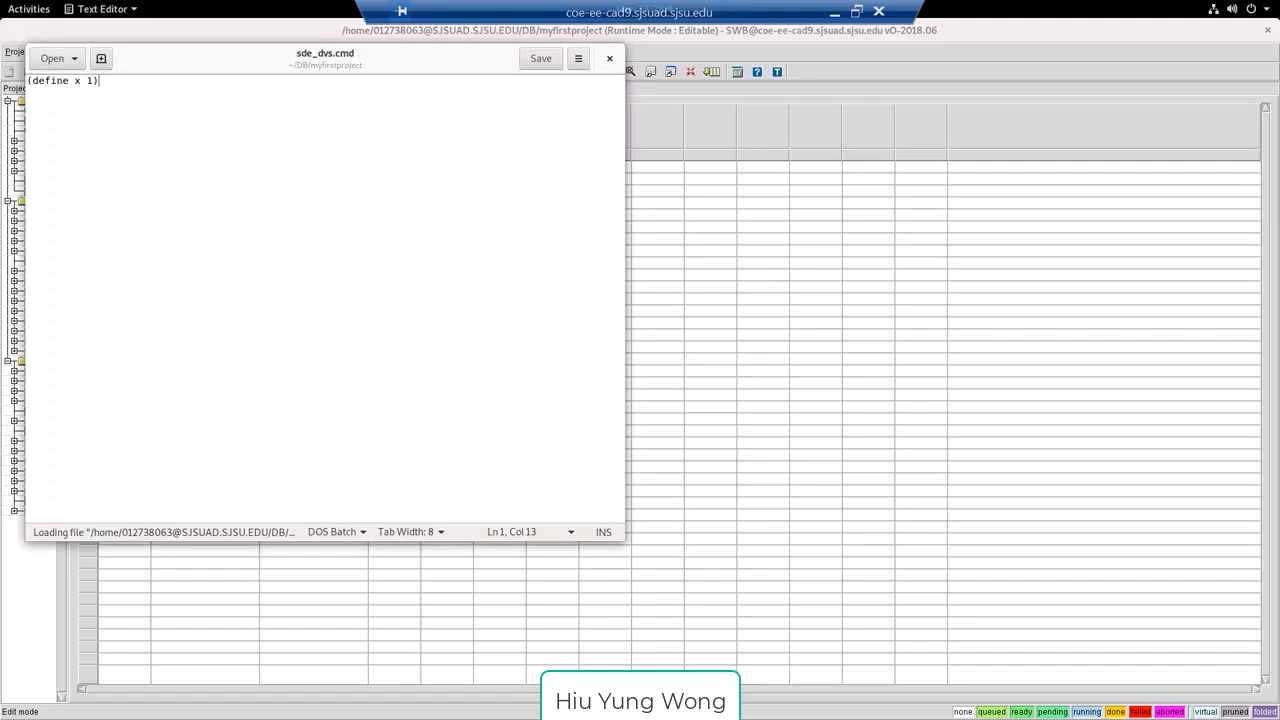 Activities
Text Editor
coe-ee-cad9.sjsuad.sjsu.edu
/home/012738063@SJSUAD.SJSU.EDU/DB/myfirstproject (Runtime Mode : Editable) - SWB@coe-ee-cad9.sjsuad.sjsu.edu vO-2018.06
Proje
Open
sde_dvs.cmd
~/DB/myfirstproject
Save
Projec
(define x 1)
Loading file "/home/012738063@SJSUAD.SJSU.EDU/DB/...
DOS Batch
Tab Width: 8
Ln 1, Col 13
INS
Hiu Yung Wong
Edit mode
none
queued
ready
pending
running
done
failed
aborted
virtual
pruned
folded